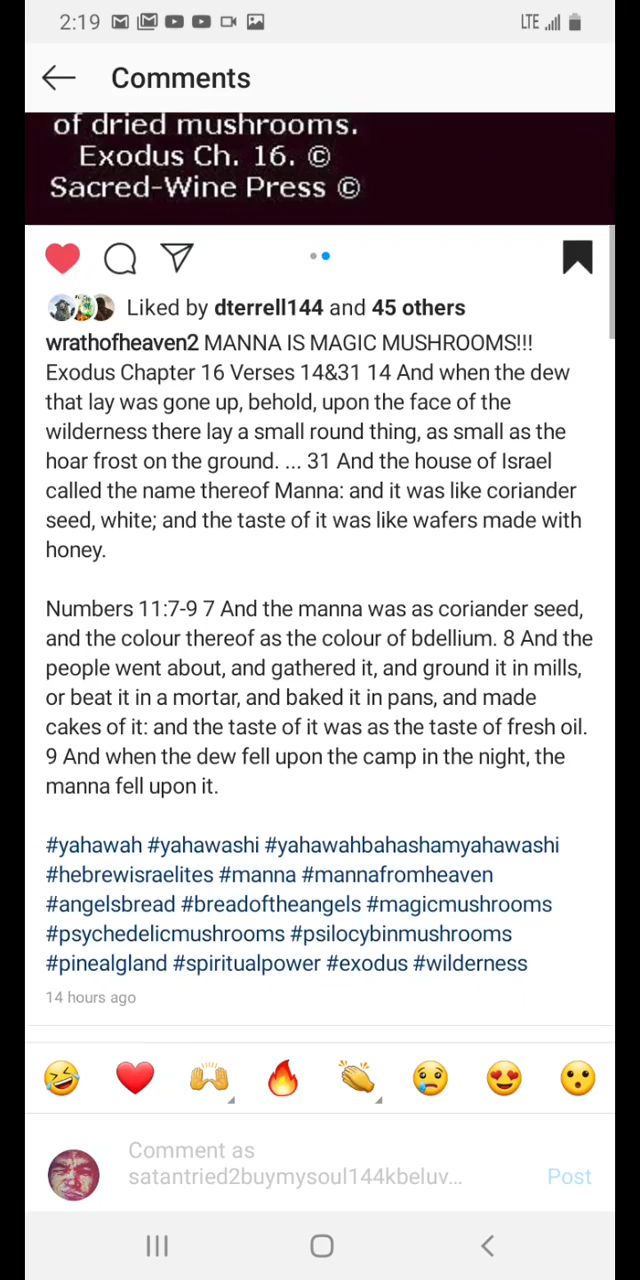 2:19
LTE
Comments
of dried mushrooms.
Exodus Ch. 16. ©
Sacred-Wine Press ©
Liked by dterrell144 and 45 others
wrathofheaven2 MANNA IS MAGIC MUSHROOMS!!!
Exodus Chapter 16 Verses 14&31 14 And when the dew
that lay was gone up, behold, upon the face of the
wilderness there lay a small round thing, as small as the
hoar frost on the ground. ... 31 And the house of Israel
called the name thereof Manna: and it was like coriander
seed, white; and the taste of it was like wafers made with
honey.
Numbers 11:7-9 7 And the manna was as coriander seed,
and the colour thereof as the colour of bdellium. 8 And the
people went about, and gathered it, and ground it in mills,
or beat it in a mortar, and baked it in pans, and made
cakes of it: and the taste of it was as the taste of fresh oil.
9 And when the dew fell upon the camp in the night, the
manna fell upon it.
#yahawah #yahawashi #yahawahbahashamyahawashi
#hebrewisraelites #manna #mannafromheaven
#angelsbread #breadoftheangels #magicmushrooms
#psychedelicmushrooms #psilocybinmushrooms
#pinealgland #spiritualpower #exodus #wilderness
14 hours ago
Comment as
satantried2buymysoul144kbeluv...
Post